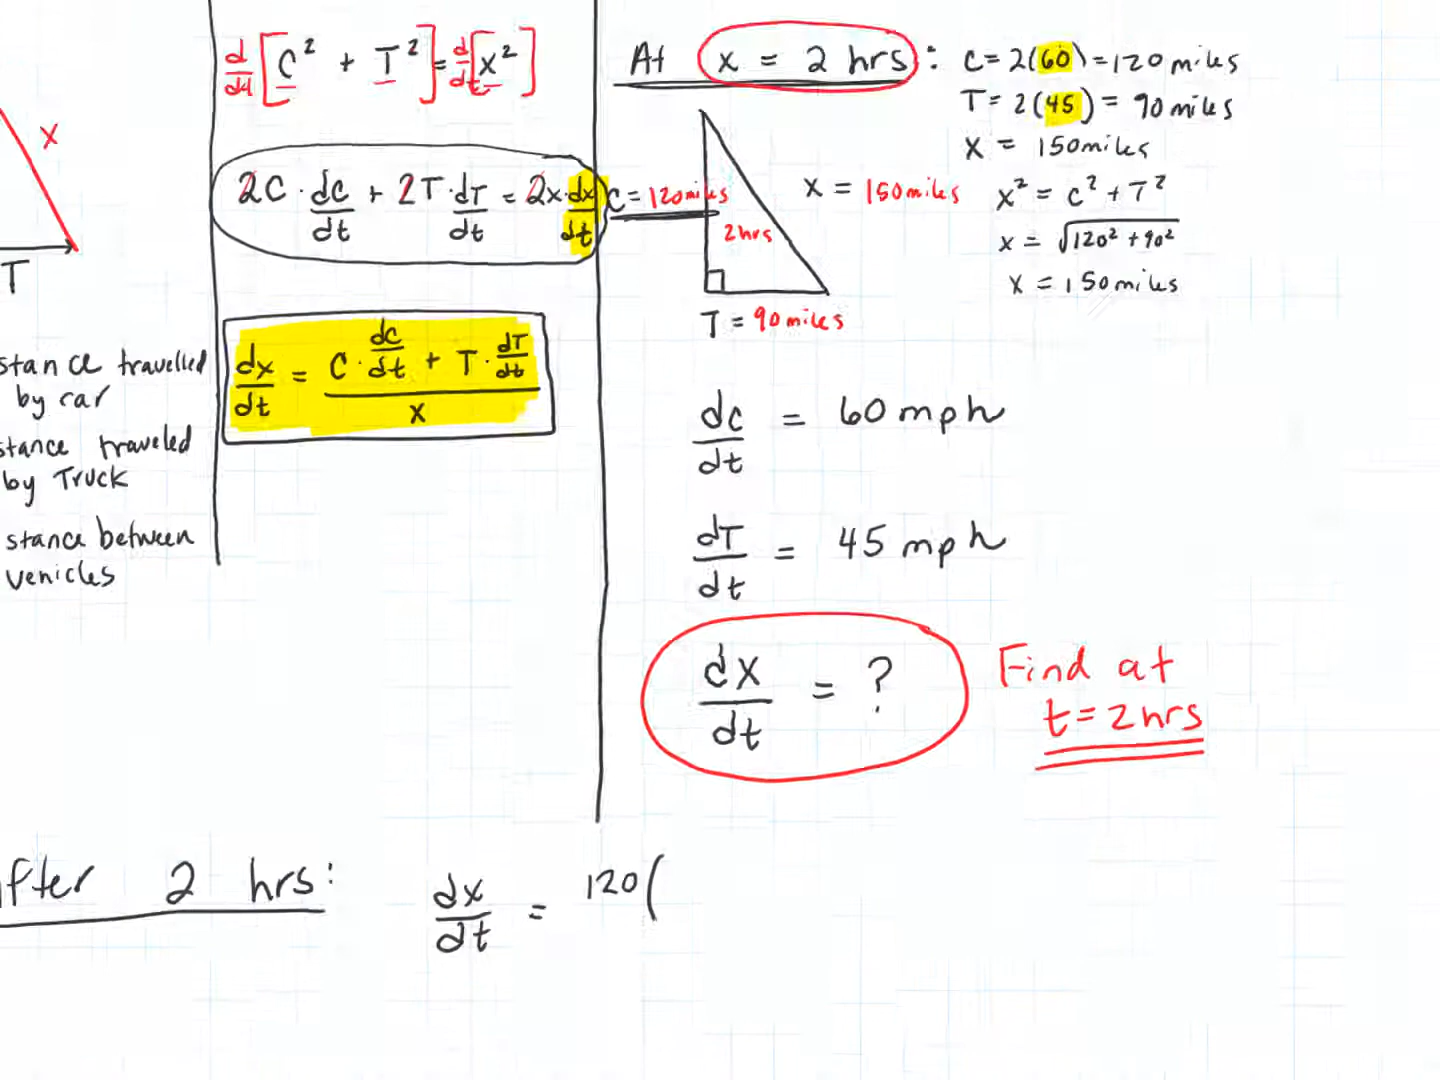 d/dt [C² + T²] = d/dt [x²]
2C · dc/dt + 2T · dT/dt = 2x · dx/dt
dx/dt = (C · dc/dt + T · dT/dt) / x
x
T
stance travelled
by car
stance traveled
by Truck
stance between
venicles
At x = 2 hrs :
C = 2(60) = 120 miles
T = 2(45) = 90 miles
x = 150 miles
x² = c² + T²
x = √120² + 90²
x = 150 miles
C = 120 miles
x = 150 miles
2 hrs
T = 90 miles
dc/dt = 60 mph
dT/dt = 45 mph
dx/dt = ?
Find at
t = 2 hrs
fter 2 hrs:
dx/dt = 120(